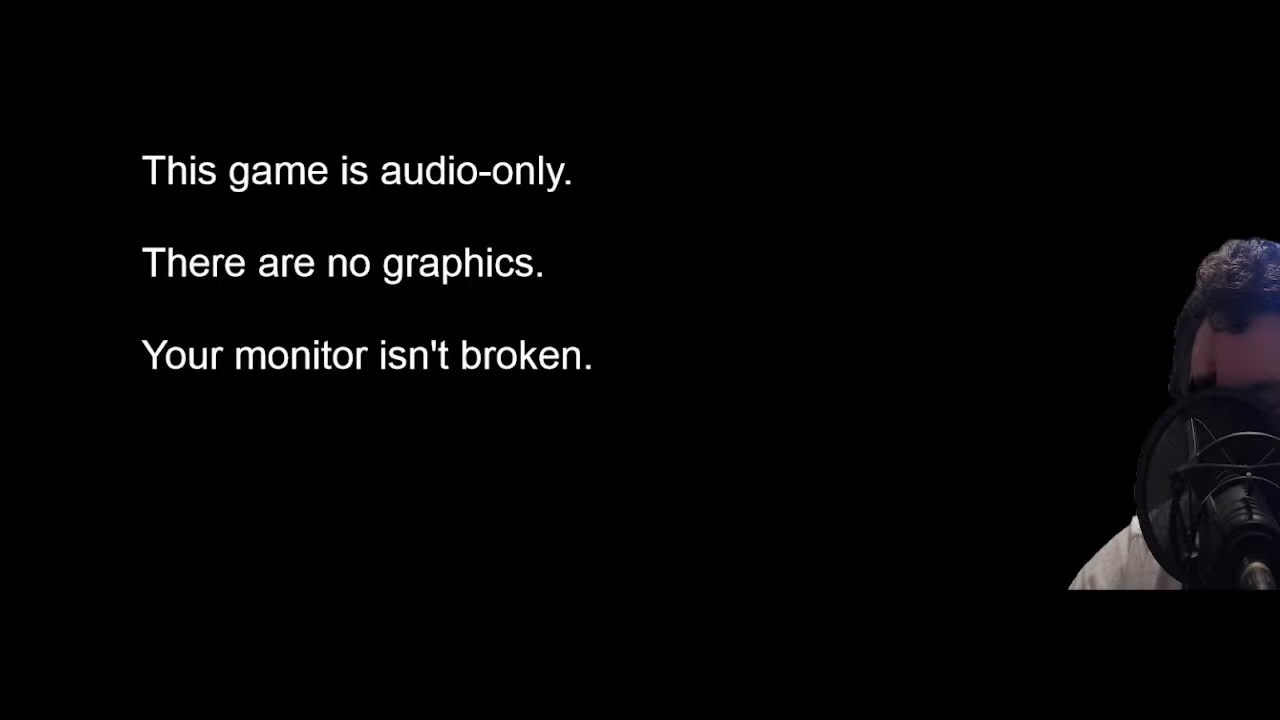 This game is audio-only.
There are no graphics.
Your monitor isn't broken.